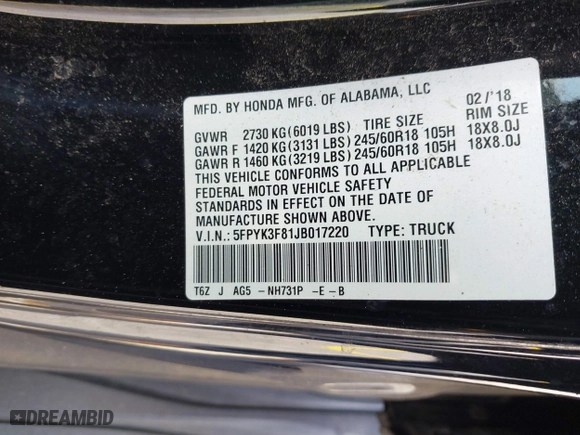 MFD. BY HONDA MFG. OF ALABAMA, LLC 02/'18
GVWR 2730 KG(6019 LBS) TIRE SIZE RIM SIZE
GAWR F 1420 KG(3131 LBS)245/60R18 105H 18X8.0J
GAWR R 1460 KG(3219 LBS)245/60R18 105H 18X8.0J
THIS VEHICLE CONFORMS TO ALL APPLICABLE
FEDERAL MOTOR VEHICLE SAFETY
STANDARDS IN EFFECT ON THE DATE OF
MANUFACTURE SHOWN ABOVE.
V.I.N.: 5FPYK3F81JB017220 TYPE: TRUCK
T6Z J AG5 -NH731P -E-B
DREAMBID